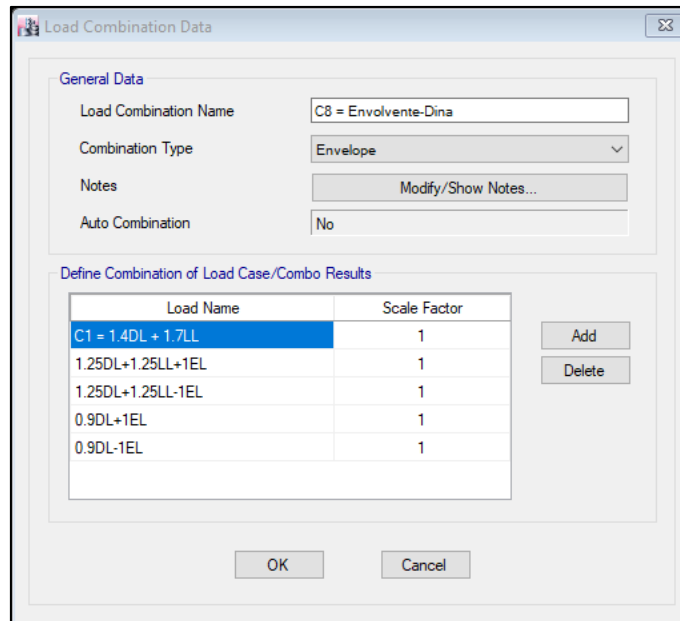 Load Combination Data
General Data
Load Combination Name C8 = Envolvente-Dina
Combination Type Envelope
Notes Modify/Show Notes...
Auto Combination No
Define Combination of Load Case/Combo Results
Load Name Scale Factor
C1 = 1.4DL + 1.7LL 1 Add
1.25DL+1.25LL+1EL 1 Delete
1.25DL+1.25LL-1EL 1
0.9DL+1EL 1
0.9DL-1EL 1
OK Cancel